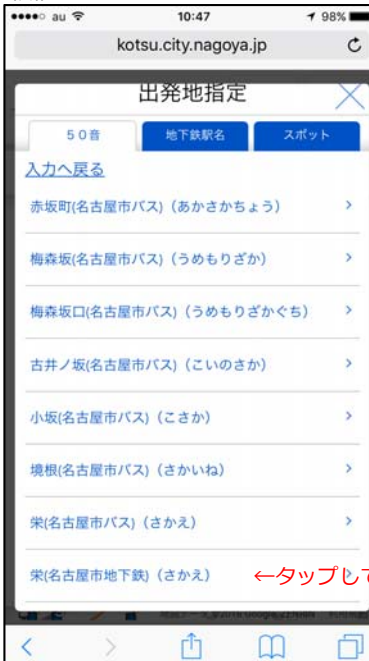 au 10:47 98%
kotsu.city.nagoya.jp
出発地指定
50音 地下鉄駅名 スポット
入力へ戻る
赤坂町(名古屋市バス)(あかさかちょう)
梅森坂(名古屋市バス)(うめもりざか)
梅森坂口(名古屋市バス)(うめもりざかぐち)
古井ノ坂(名古屋市バス)(こいのさか)
小坂(名古屋市バス)(こさか)
境根(名古屋市バス)(さかいね)
栄(名古屋市バス)(さかえ)
栄(名古屋市地下鉄)(さかえ) ←タップして